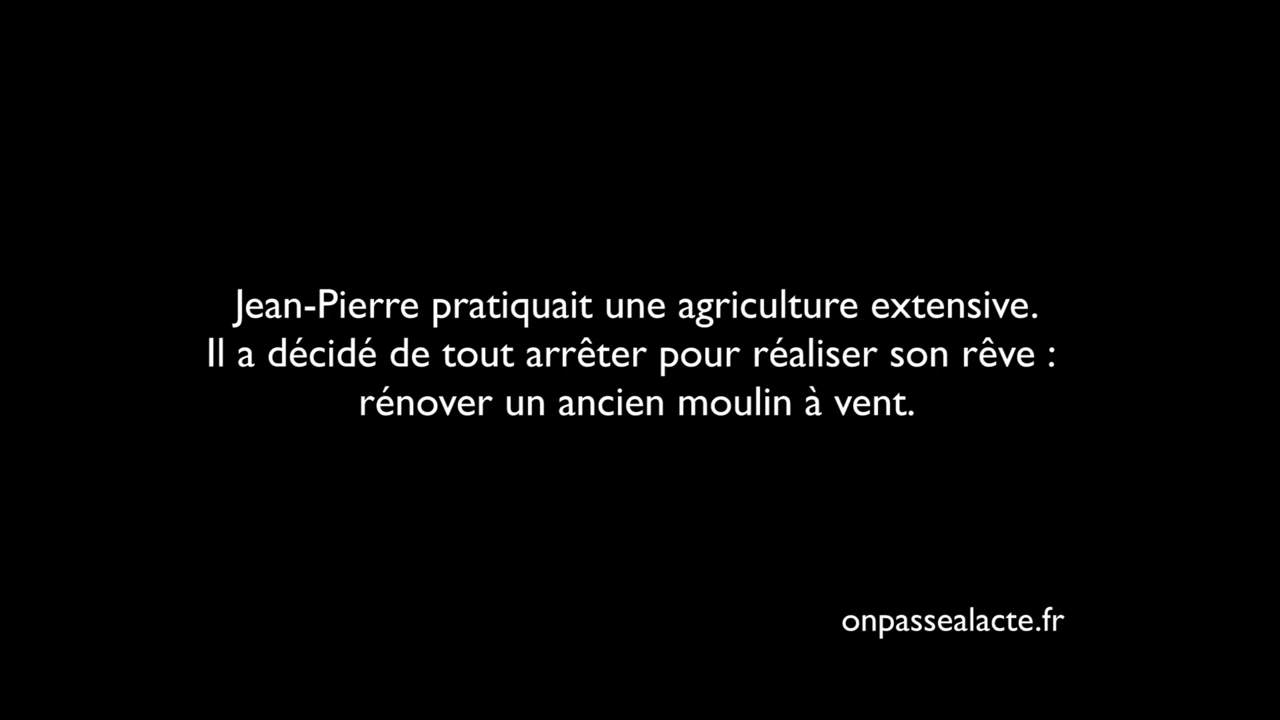 Jean-Pierre pratiquait une agriculture extensive.
Il a décidé de tout arrêter pour réaliser son rêve :
rénover un ancien moulin à vent.
onpassealacte.fr